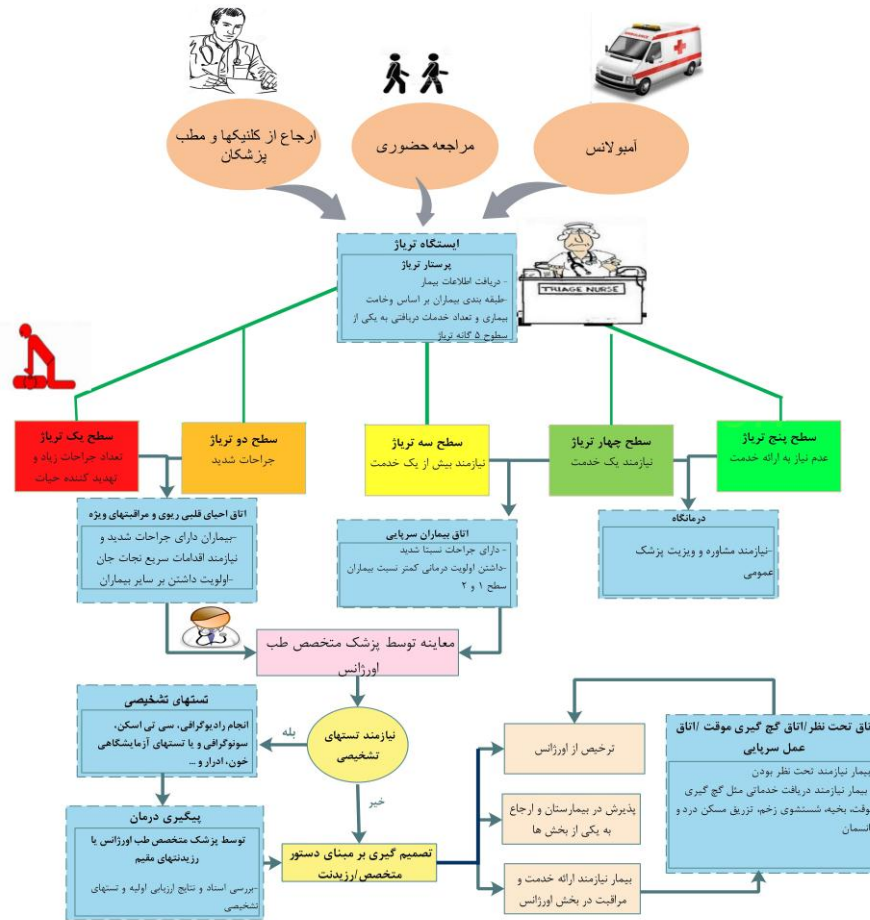 ارجاع از کلنیکها و مطب
پزشکان
مراجعه حضوری
آمبولانس
AMBULANCE
ایستگاه تریاژ
پرستار تریاژ
- دریافت اطلاعات بیمار
-طبقه بندی بیماران بر اساس وخامت
بیماری و تعداد خدمات دریافتی به یکی از
سطوح ۵ گانه تریاژ
TRIAGE NURSE
سطح یک تریاژ
تعداد جراحات زیاد و
تهدید کننده حیات
سطح دو تریاژ
جراحات شدید
سطح سه تریاژ
نیازمند بیش از یک خدمت
سطح چهار تریاژ
نیازمند یک خدمت
سطح پنج تریاژ
عدم نیاز به ارائه خدمت
اتاق احیای قلبی ریوی و مراقبتهای ویژه
-بیماران دارای جراحات شدید و
نیازمند اقدامات سریع نجات جان
-اولویت داشتن بر سایر بیماران
اتاق بیماران سرپایی
- دارای جراحات نسبتا شدید
-داشتن اولویت درمانی کمتر نسبت بیماران
سطح ۱ و ۲
درمانگاه
-نیازمند مشاوره و ویزیت پزشک
عمومی
معاینه توسط پزشک متخصص طب
اورژانس
نیازمند تستهای
تشخیصی
بله
خیر
تستهای تشخیصی
انجام رادیوگرافی، سی تی اسکن،
سونوگرافی و یا تستهای آزمایشگاهی
خون، ادرار و ...
پیگیری درمان
توسط پزشک متخصص طب اورژانس یا
رزیدنتهای مقیم
-بررسی اسناد و نتایج ارزیابی اولیه و تستهای
تشخیصی
تصمیم گیری بر مبنای دستور
متخصص/رزیدنت
ترخیص از اورژانس
پذیرش در بیمارستان و ارجاع
به یکی از بخش ها
بیمار نیازمند ارائه خدمت و
مراقبت در بخش اورژانس
تاق تحت نظر/اتاق گچ گیری موقت /اتاق
عمل سرپایی
بیمار نیازمند تحت نظر بودن
بیمار نیازمند دریافت خدماتی مثل گچ گیری
وقت، بخیه، شستشوی زخم، تزریق مسکن درد و
انسمان